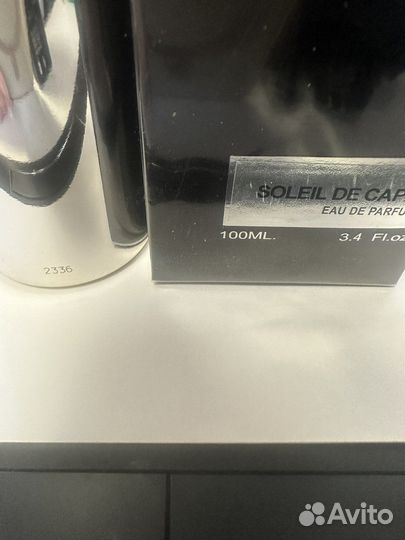 SOLEIL DE CAP
EAU DE PARFU
100ML. 3.4 Fl.oz
2336
Avito